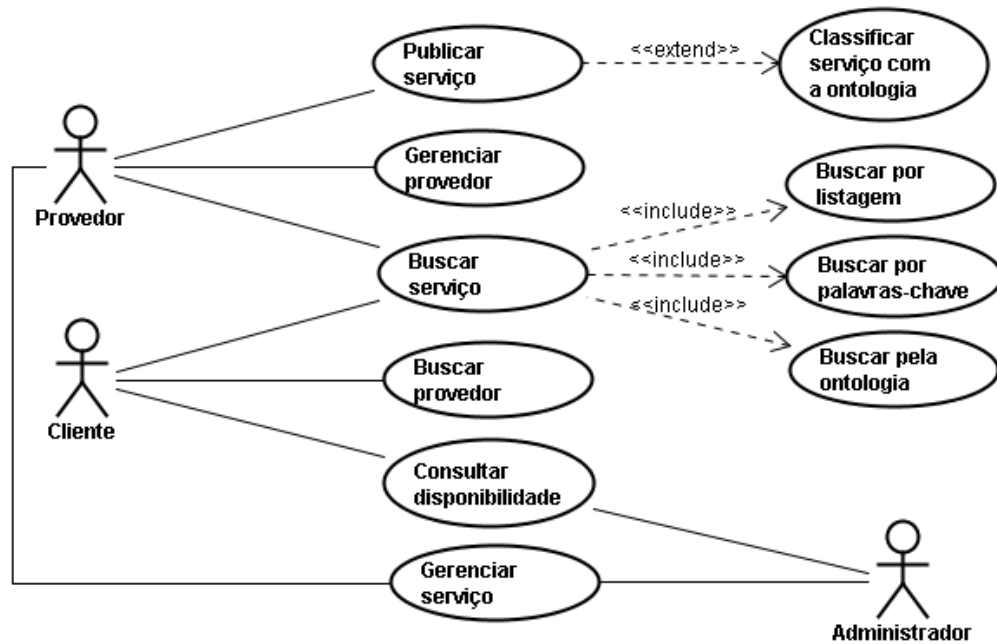 Publicar
serviço
<<extend>>
Classificar
serviço com
a ontologia
Provedor
Gerenciar
provedor
Buscar por
listagem
<<include>>
Buscar
serviço
<<include>>
Buscar por
palavras-chave
<<include>>
Buscar pela
ontologia
Cliente
Buscar
provedor
Consultar
disponibilidade
Gerenciar
serviço
Administrador